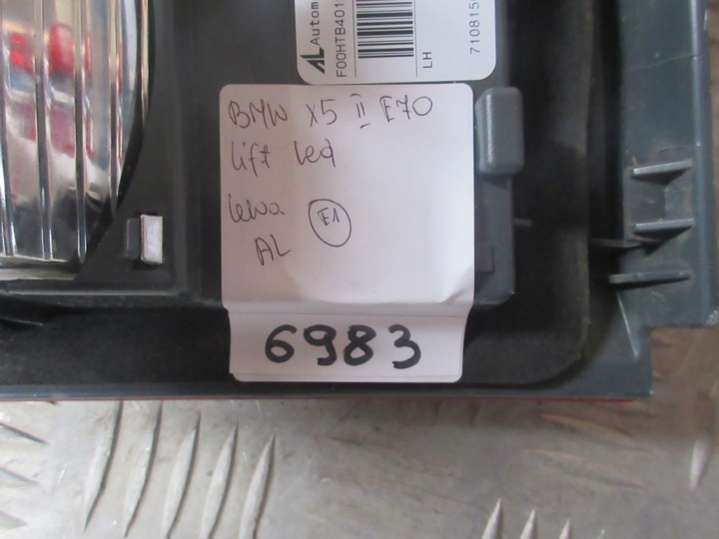 AL Autom
F00HTB401
LH
710815
BMW X5 II E70
lift led
lewa E1
AL
6983